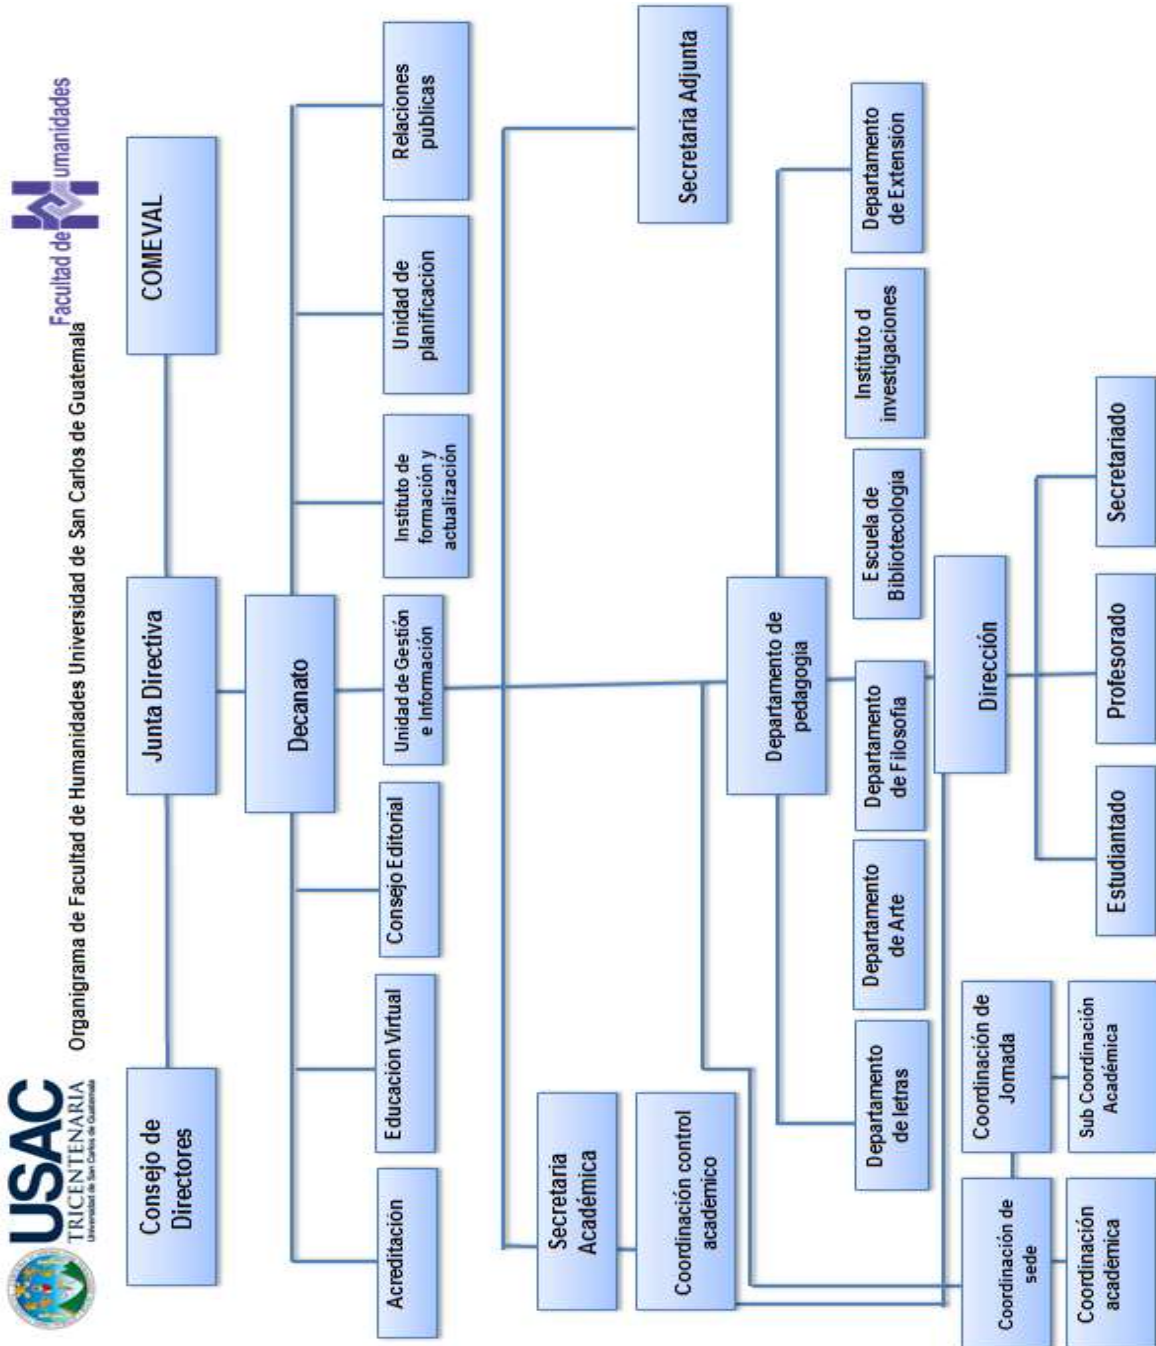 USAC
TRICENTENARIA
Universidad de San Carlos de Guatemala
Organigrama de Facultad de Humanidades Universidad de San Carlos de Guatemala
Facultad de Humanidades
Consejo de
Directores
Junta Directiva
COMEVAL
Decanato
Acreditación
Educación Virtual
Consejo Editorial
Unidad de Gestión
e Información
Instituto de
formación y
actualización
Unidad de
planificación
Relaciones
públicas
Secretaria
Académica
Secretaria Adjunta
Coordinación control
académico
Departamento de
pedagogía
Departamento
de letras
Departamento
de Arte
Departamento
de Filosofía
Escuela de
Bibliotecología
Instituto d
investigaciones
Departamento
de Extensión
Dirección
Coordinación de
sede
Coordinación de
Jornada
Coordinación
académica
Sub Coordinación
Académica
Estudiantado
Profesorado
Secretariado